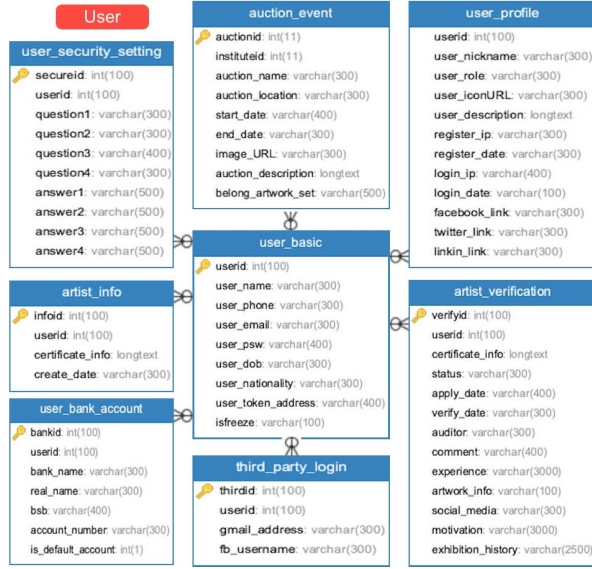 User
user_security_setting
secureid: int(100)
userid: int(100)
question1: varchar(300)
question2: varchar(300)
question3: varchar(400)
question4: varchar(300)
answer1: varchar(500)
answer2: varchar(500)
answer3: varchar(500)
answer4: varchar(500)
artist_info
infoid: int(100)
userid: int(100)
certificate_info: longtext
create_date: varchar(300)
user_bank_account
bankid: int(100)
userid: int(100)
bank_name: varchar(300)
real_name: varchar(300)
bsb: varchar(400)
account_number: varchar(300)
is_default_account: int(1)
auction_event
auctionid: int(11)
instituteid: int(11)
auction_name: varchar(300)
auction_location: varchar(300)
start_date: varchar(400)
end_date: varchar(300)
image_URL: varchar(300)
auction_description: longtext
belong_artwork_set: varchar(500)
user_basic
userid: int(100)
user_name: varchar(300)
user_phone: varchar(300)
user_email: varchar(300)
user_psw: varchar(400)
user_dob: varchar(300)
user_nationality: varchar(300)
user_token_address: varchar(400)
isfreeze: varchar(100)
third_party_login
thirdid: int(100)
userid: int(100)
gmail_address: varchar(300)
fb_username: varchar(300)
user_profile
userid: int(100)
user_nickname: varchar(300)
user_role: varchar(300)
user_iconURL: varchar(300)
user_description: longtext
register_ip: varchar(300)
register_date: varchar(300)
login_ip: varchar(400)
login_date: varchar(100)
facebook_link: varchar(300)
twitter_link: varchar(300)
linkin_link: varchar(300)
artist_verification
verifyid: int(100)
userid: int(100)
certificate_info: longtext
status: varchar(300)
apply_date: varchar(400)
verify_date: varchar(300)
auditor: varchar(300)
comment: varchar(400)
experience: varchar(3000)
artwork_info: varchar(100)
social_media: varchar(300)
motivation: varchar(3000)
exhibition_history: varchar(2500)